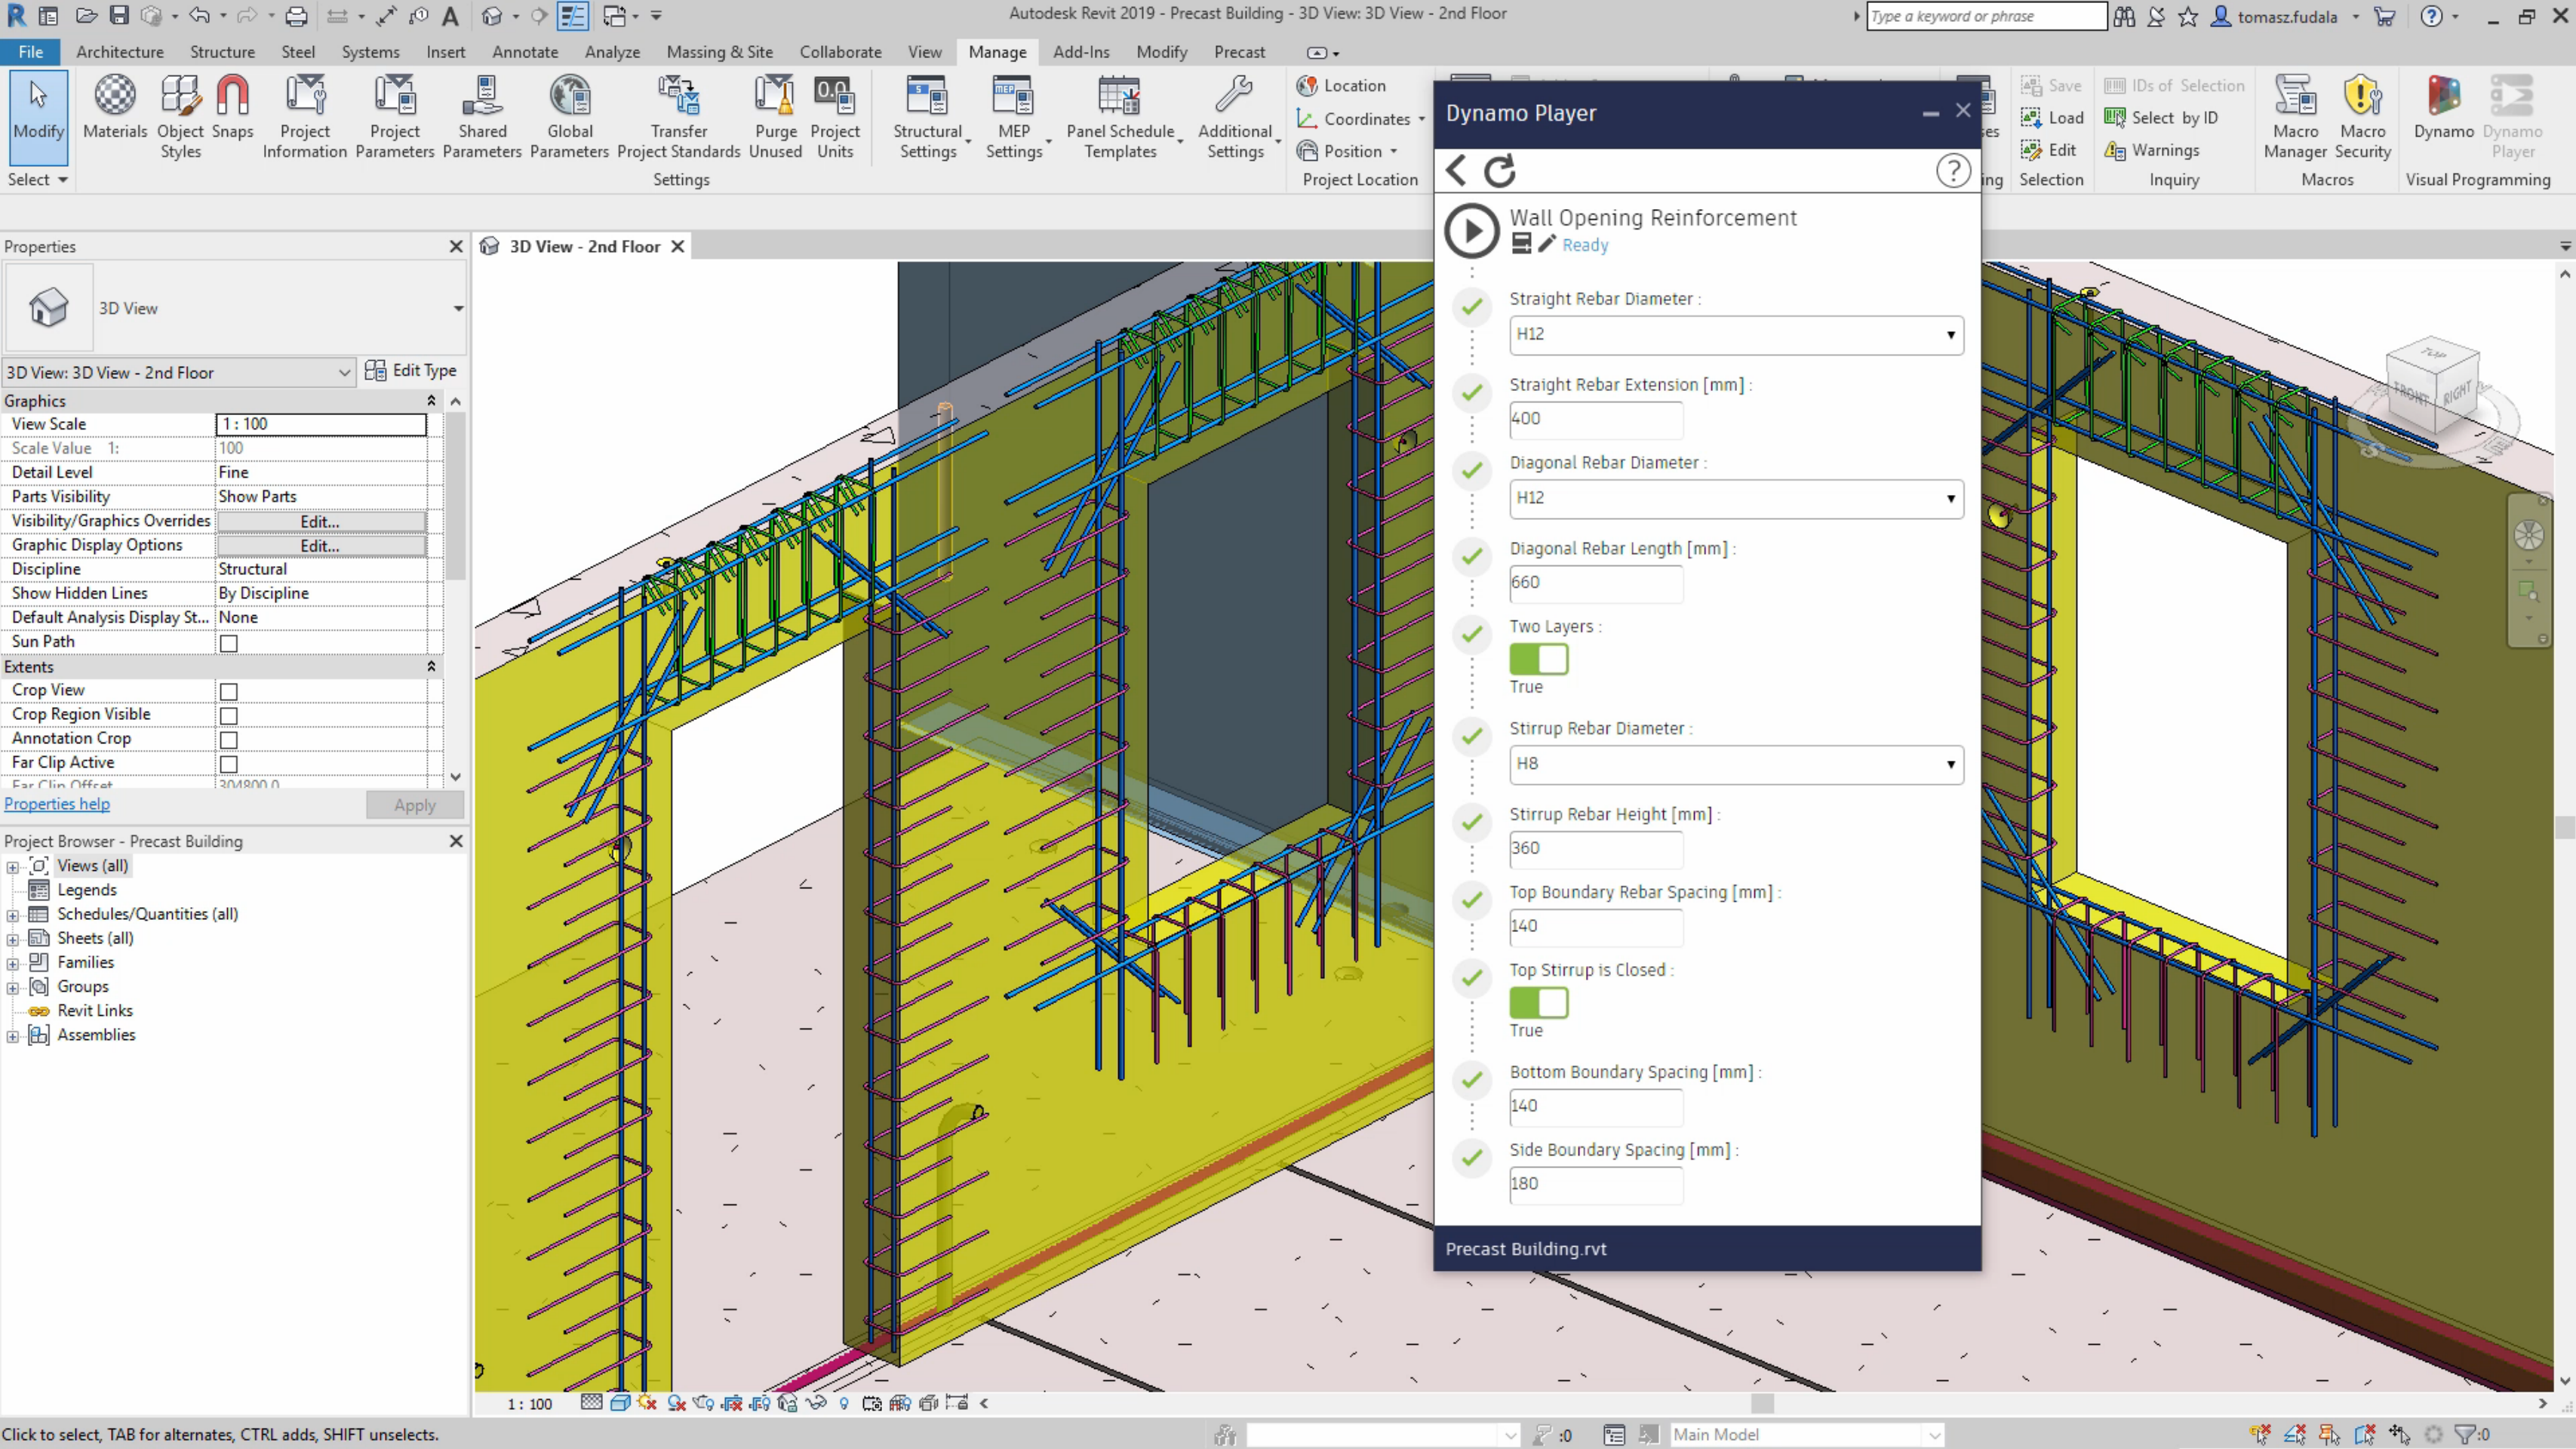 Autodesk Revit 2019 - Precast Building - 3D View: 3D View - 2nd Floor
Type a keyword or phrase
tomasz.fudala
File Architecture Structure Steel Systems Insert Annotate Analyze Massing & Site Collaborate View Manage Add-Ins Modify Precast
Modify
Materials
Object Styles
Snaps
Project Information
Project Parameters
Shared Parameters
Global Parameters
Transfer Project Standards
Purge Unused
Project Units
Structural Settings
MEP Settings
Panel Schedule Templates
Additional Settings
Location
Coordinates
Position
Save
Load
Edit
IDs of Selection
Select by ID
Warnings
Macro Manager
Macro Security
Dynamo
Dynamo Player
Select
Settings
Project Location
Selection
Inquiry
Macros
Visual Programming
Properties
3D View
3D View: 3D View - 2nd Floor
Edit Type
Graphics
View Scale 1 : 100
Scale Value 1: 100
Detail Level Fine
Parts Visibility Show Parts
Visibility/Graphics Overrides Edit...
Graphic Display Options Edit...
Discipline Structural
Show Hidden Lines By Discipline
Default Analysis Display St... None
Sun Path
Extents
Crop View
Crop Region Visible
Annotation Crop
Far Clip Active
Far Clip Offset 304800.0
Properties help
Apply
Project Browser - Precast Building
Views (all)
Legends
Schedules/Quantities (all)
Sheets (all)
Families
Groups
Revit Links
Assemblies
3D View - 2nd Floor
TOP
FRONT
RIGHT
S
E
Dynamo Player
Wall Opening Reinforcement
Ready
Straight Rebar Diameter :
H12
Straight Rebar Extension [mm] :
400
Diagonal Rebar Diameter :
H12
Diagonal Rebar Length [mm] :
660
Two Layers :
True
Stirrup Rebar Diameter :
H8
Stirrup Rebar Height [mm] :
360
Top Boundary Rebar Spacing [mm] :
140
Top Stirrup is Closed :
True
Bottom Boundary Spacing [mm] :
140
Side Boundary Spacing [mm] :
180
Precast Building.rvt
1 : 100
Click to select, TAB for alternates, CTRL adds, SHIFT unselects.
:0
Main Model
:0